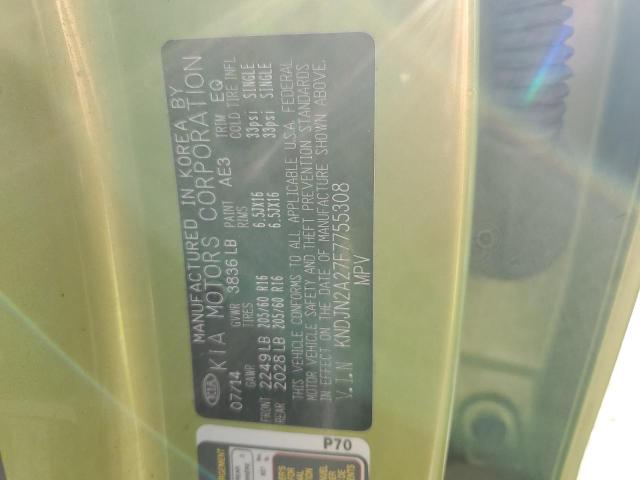 KIA
MANUFACTURED IN KOREA BY
KIA MOTORS CORPORATION
07/14 GVWR 3836 LB PAINT AE3 TRIM EQ
GAWR TIRES RIMS COLD TIRE INFL
FRONT 2249 LB 205/60 R16 6.5JX16 33psi SINGLE
REAR 2028 LB 205/60 R16 6.5JX16 33psi SINGLE
THIS VEHICLE CONFORMS TO ALL APPLICABLE U.S.A. FEDERAL
MOTOR VEHICLE SAFETY AND THEFT PREVENTION STANDARDS
IN EFFECT ON THE DATE OF MANUFACTURE SHOWN ABOVE.
V.I.N KNDJN2A27F7755308
MPV
P70